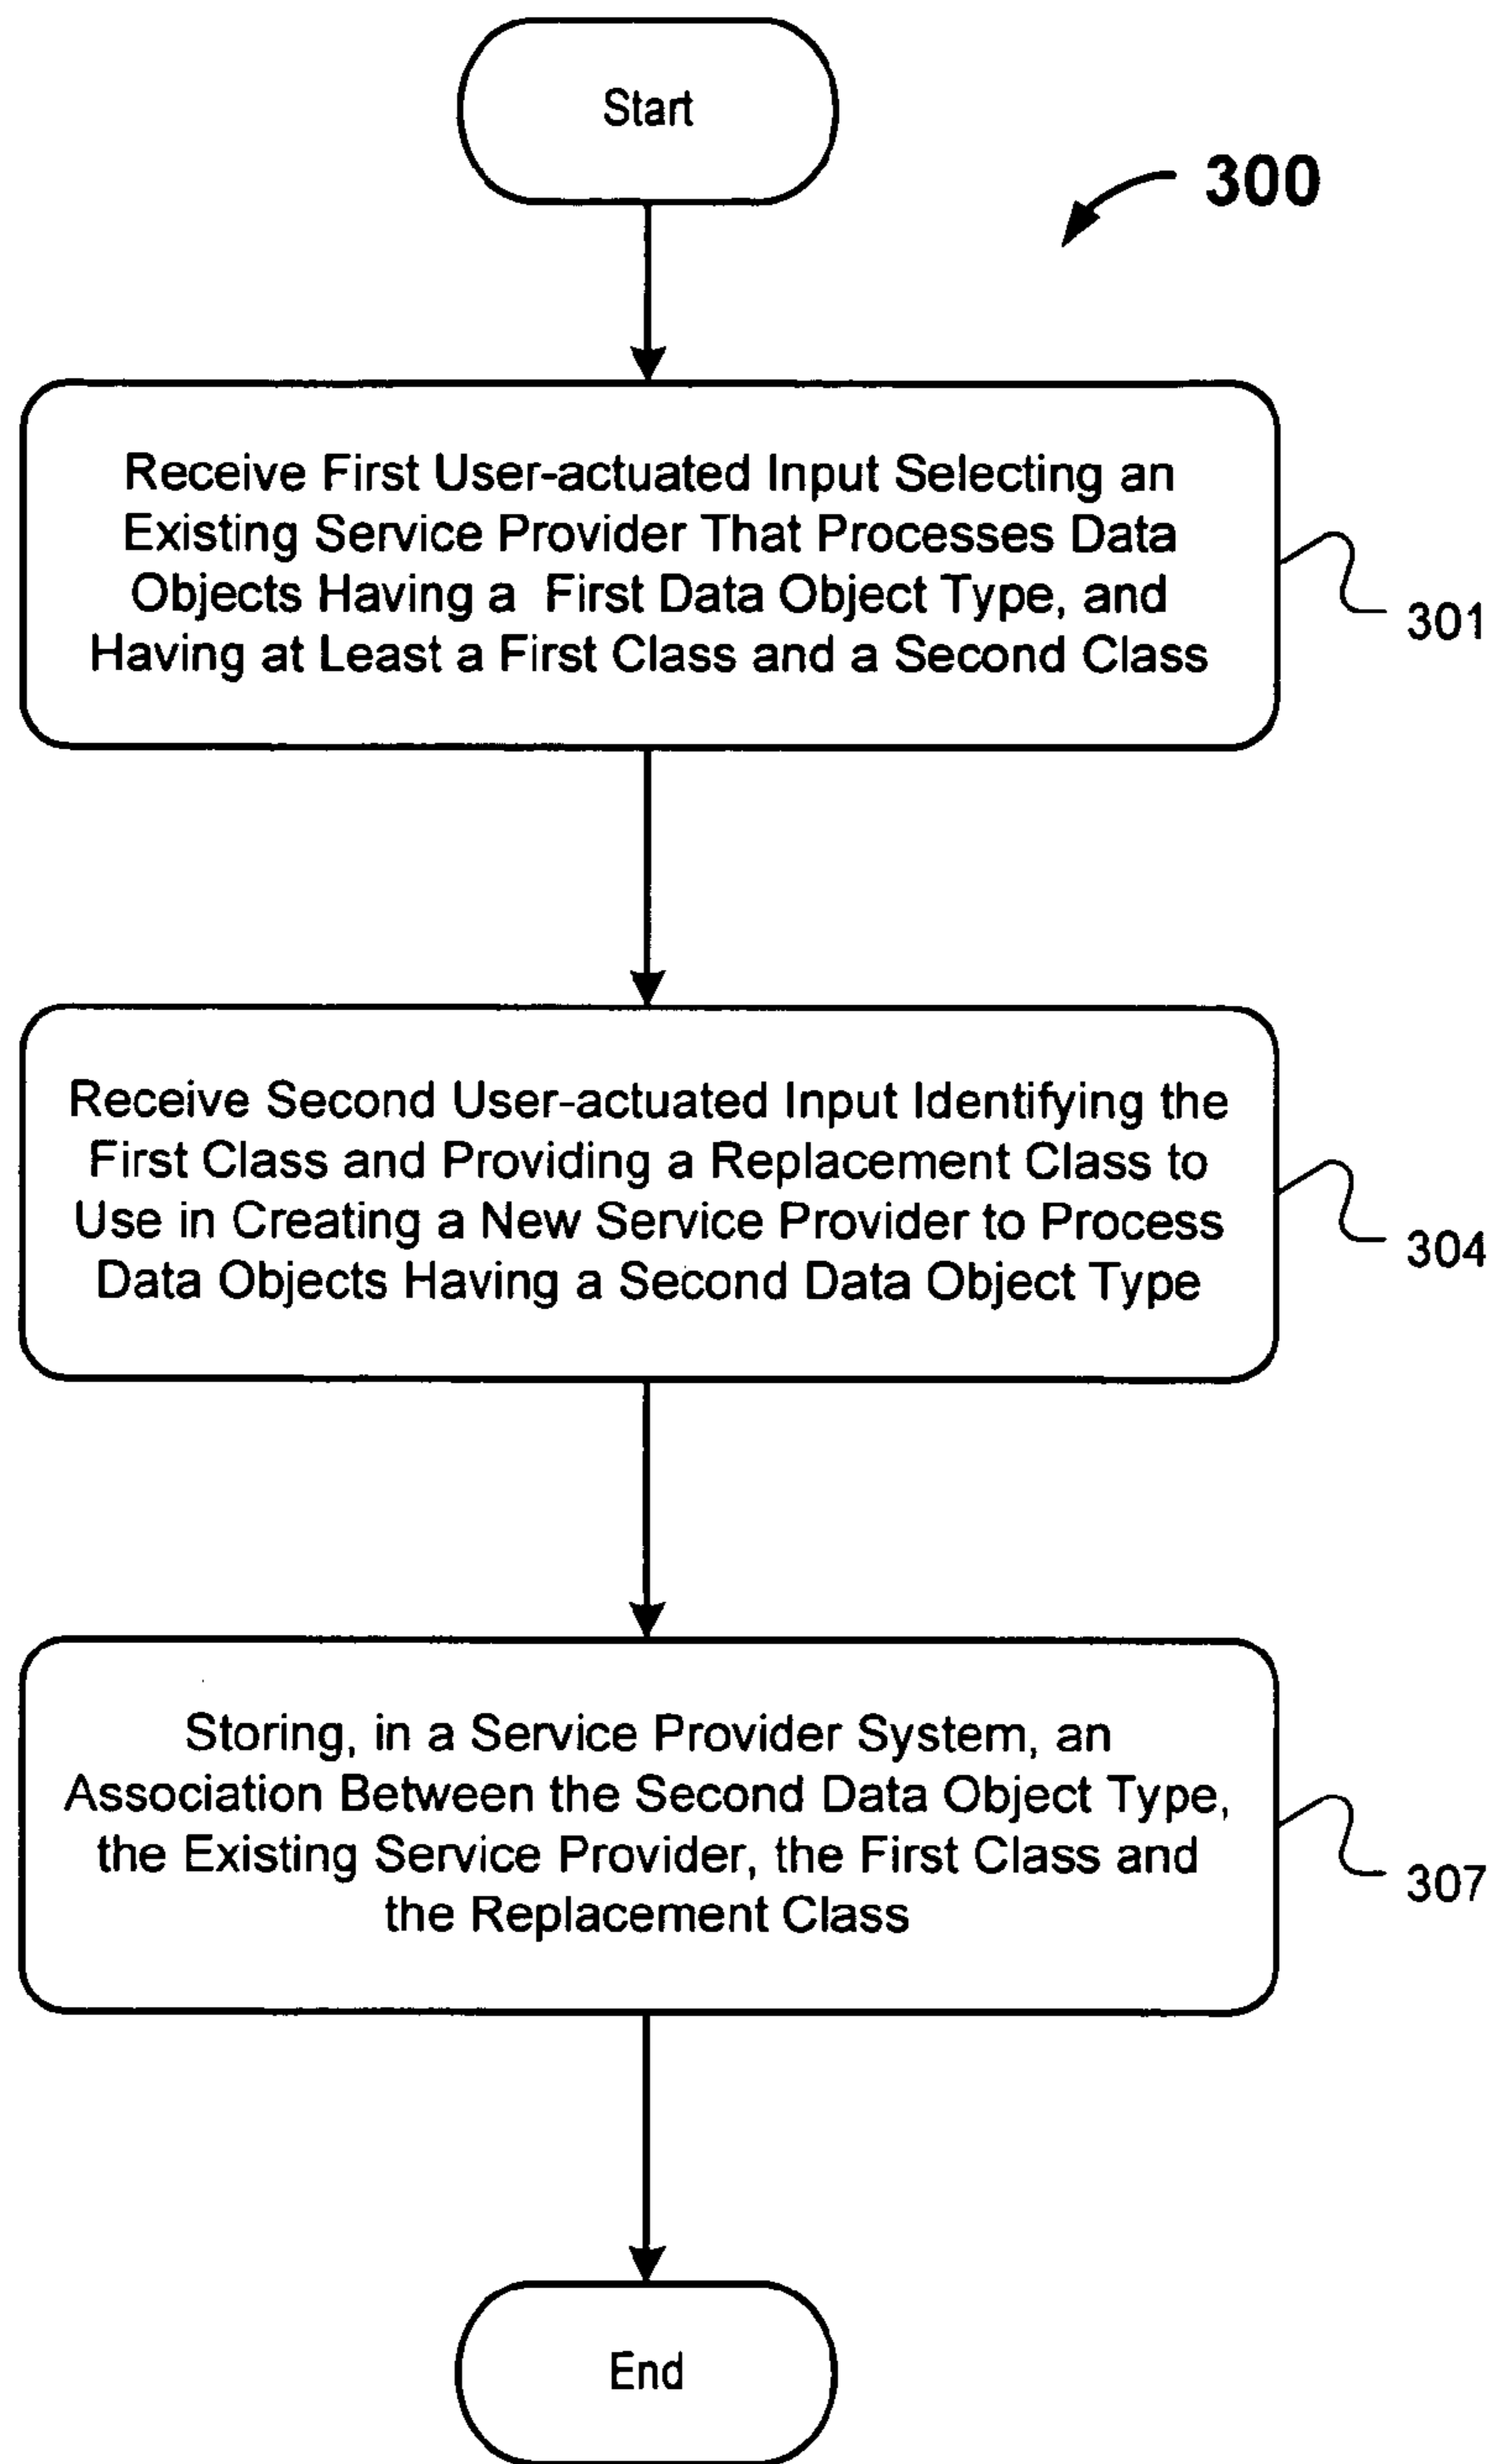 Start
300
Receive First User-actuated Input Selecting an
Existing Service Provider That Processes Data
Objects Having a First Data Object Type, and
Having at Least a First Class and a Second Class
301
Receive Second User-actuated Input Identifying the
First Class and Providing a Replacement Class to
Use in Creating a New Service Provider to Process
Data Objects Having a Second Data Object Type
304
Storing, in a Service Provider System, an
Association Between the Second Data Object Type,
the Existing Service Provider, the First Class and
the Replacement Class
307
End